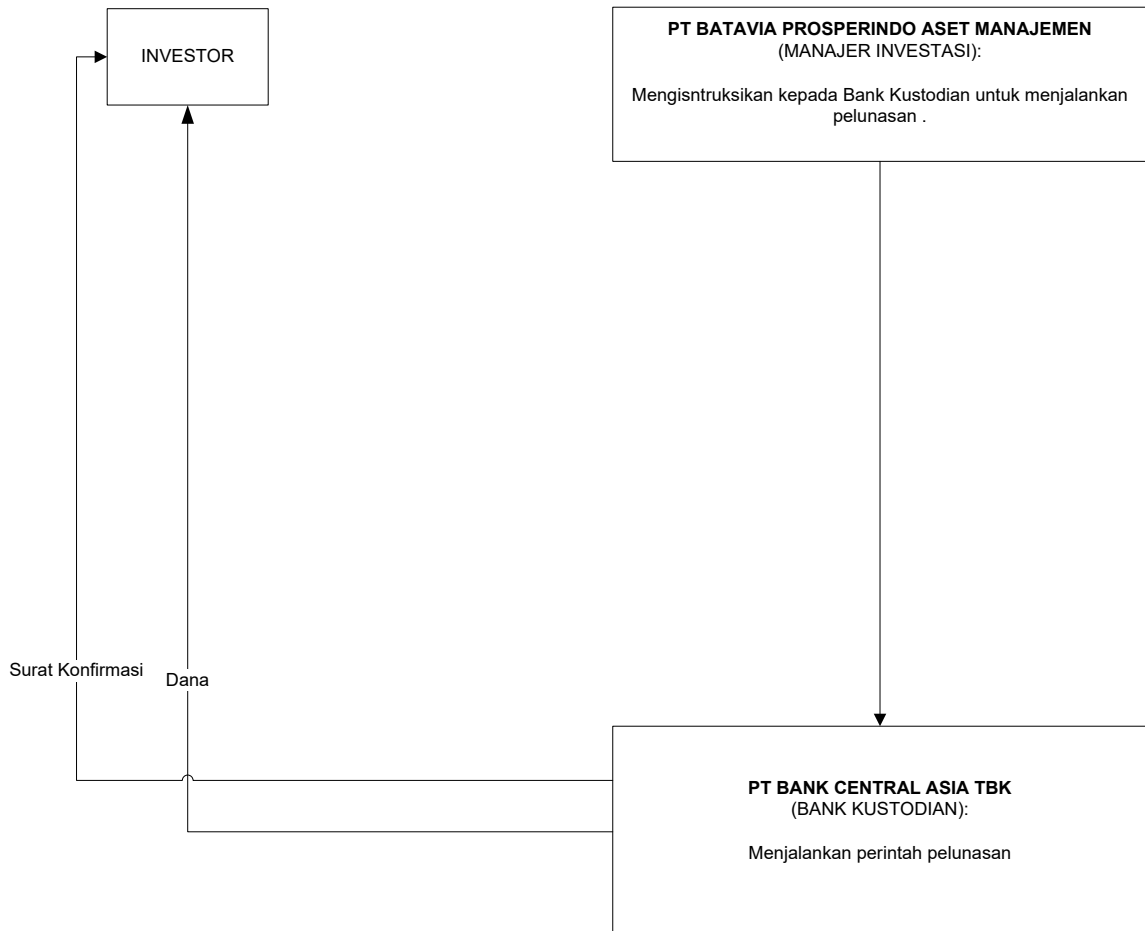 INVESTOR
PT BATAVIA PROSPERINDO ASET MANAJEMEN
(MANAJER INVESTASI):
Mengisntruksikan kepada Bank Kustodian untuk menjalankan
pelunasan .
Surat Konfirmasi
Dana
PT BANK CENTRAL ASIA TBK
(BANK KUSTODIAN):
Menjalankan perintah pelunasan